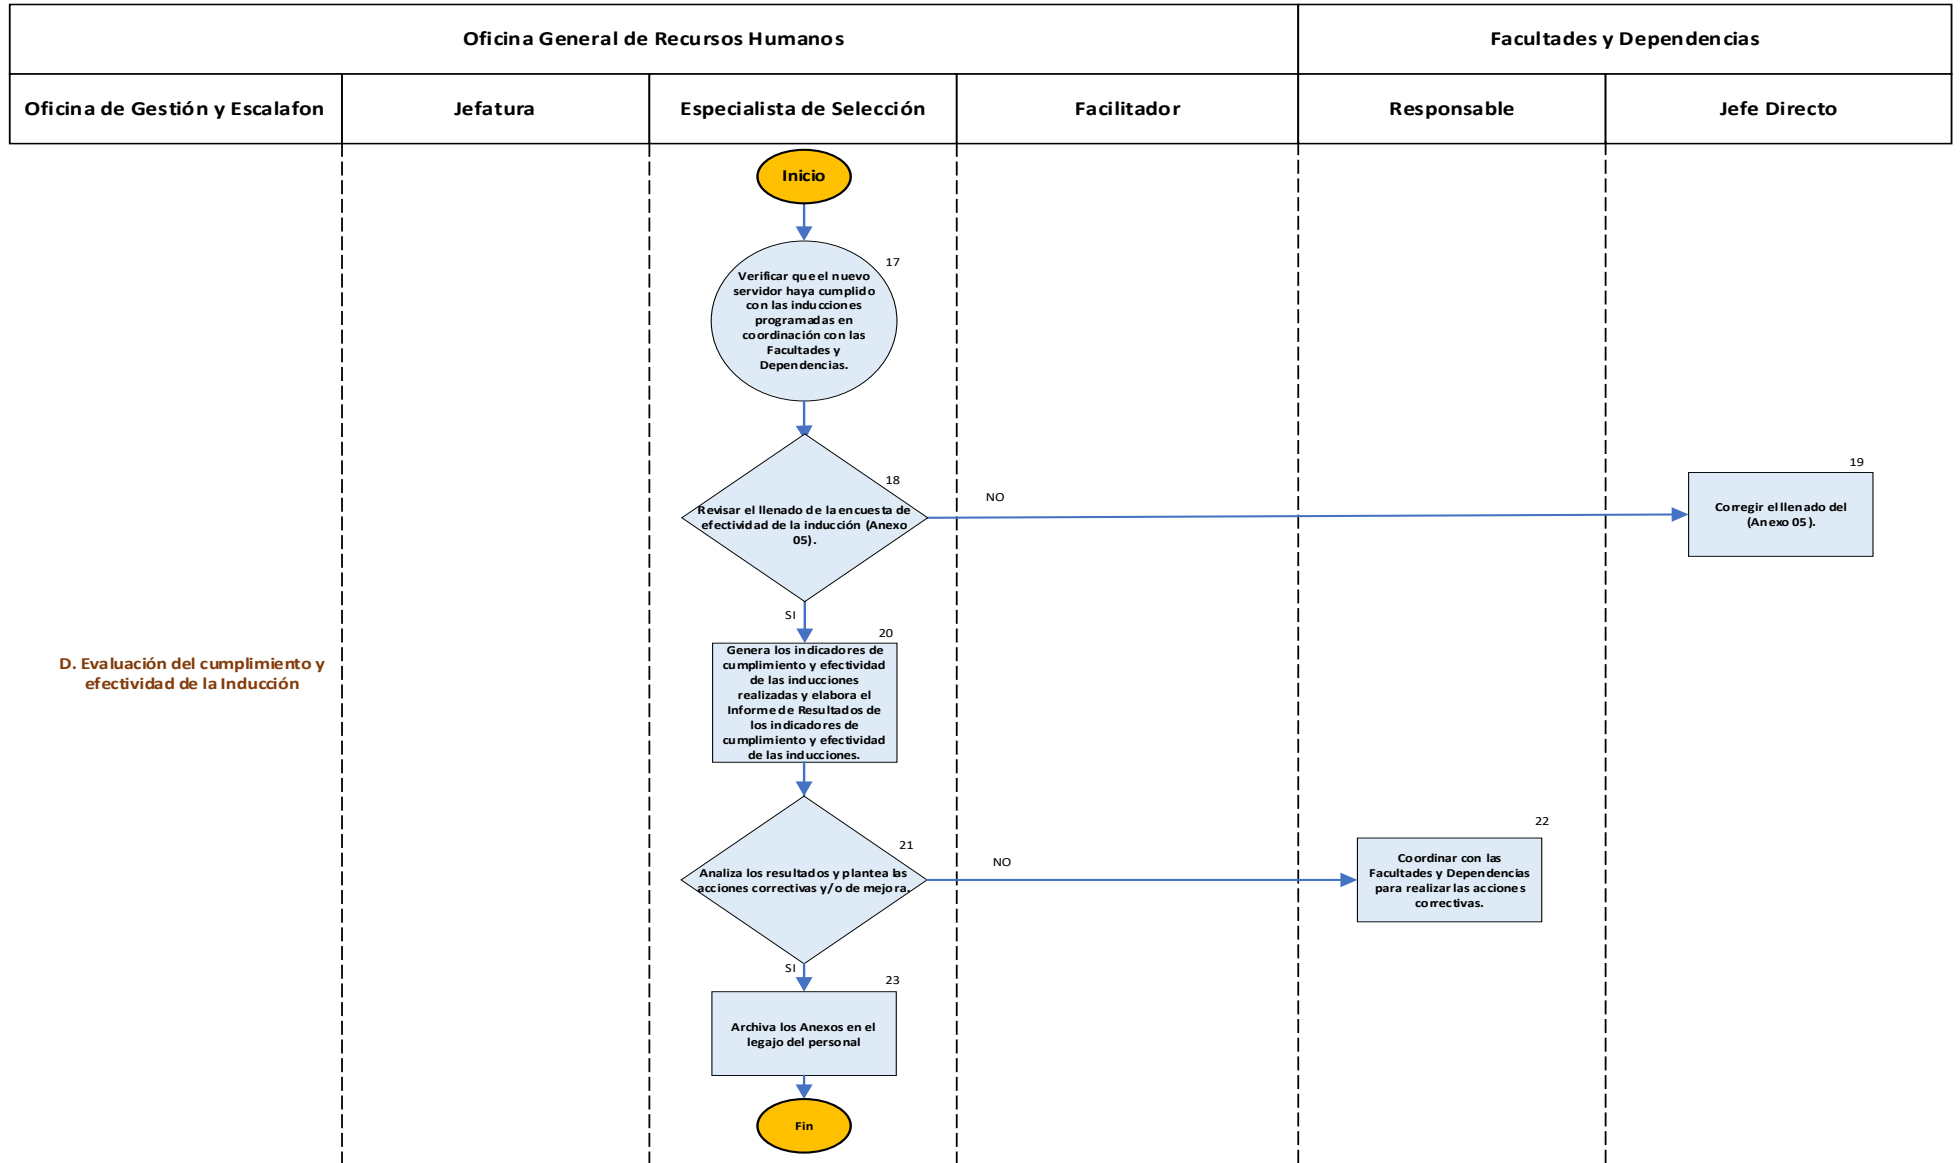 Oficina General de Recursos Humanos
Facultades y Dependencias
Oficina de Gestión y Escalafon
Jefatura
Especialista de Selección
Facilitador
Responsable
Jefe Directo
Inicio
17
Verificar que el nuevo
servidor haya cumplido
con las inducciones
programadas en
coordinación con las
Facultades y
Dependencias.
18
Revisar el llenado de la encuesta de
efectividad de la inducción (Anexo
05).
NO
19
Corregir el llenado del
(Anexo 05).
SI
20
Genera los indicadores de
cumplimiento y efectividad
de las inducciones
realizadas y elabora el
Informe de Resultados de
los indicadores de
cumplimiento y efectividad
de las inducciones.
D. Evaluación del cumplimiento y
efectividad de la Inducción
21
Analiza los resultados y plantea las
acciones correctivas y/o de mejora.
NO
22
Coordinar con las
Facultades y Dependencias
para realizar las acciones
correctivas.
SI
23
Archiva los Anexos en el
legajo del personal
Fin